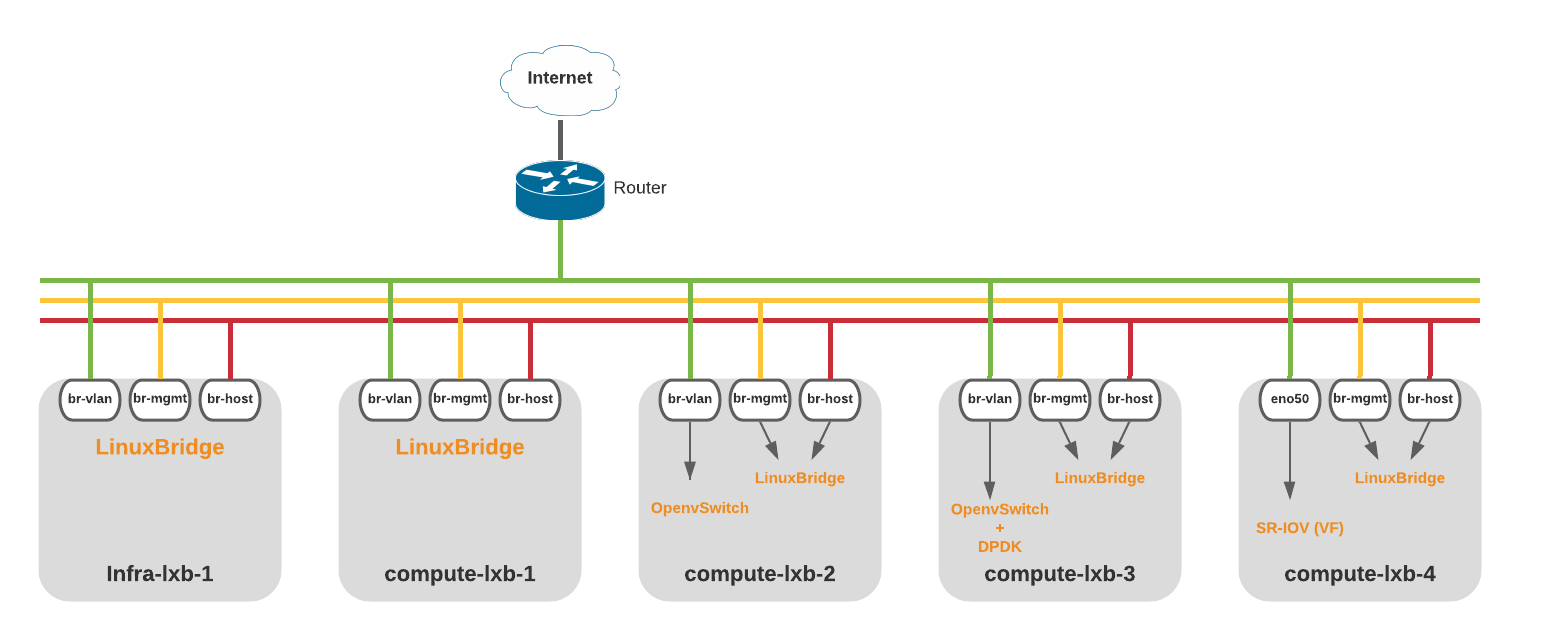 Internet
Router
br-vlan br-mgmt br-host
LinuxBridge
Infra-lxb-1
br-vlan br-mgmt br-host
LinuxBridge
compute-lxb-1
br-vlan br-mgmt br-host
LinuxBridge
OpenvSwitch
compute-lxb-2
br-vlan br-mgmt br-host
LinuxBridge
OpenvSwitch
+
DPDK
compute-lxb-3
eno50 br-mgmt br-host
LinuxBridge
SR-IOV (VF)
compute-lxb-4